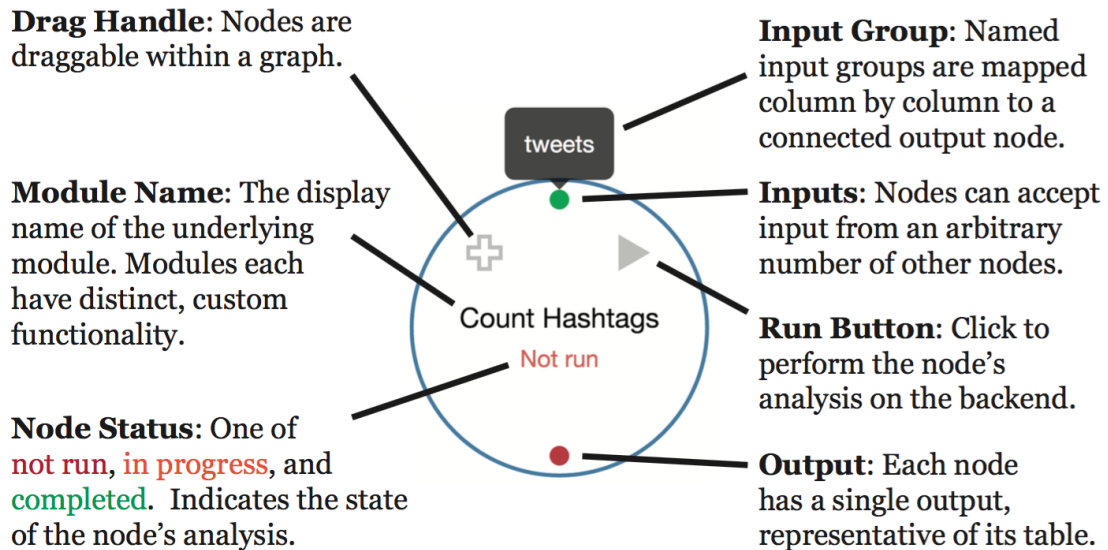 Drag Handle: Nodes are
draggable within a graph.
Module Name: The display
name of the underlying
module. Modules each
have distinct, custom
functionality.
Node Status: One of
not run, in progress, and
completed.  Indicates the state
of the node’s analysis.
tweets
Count Hashtags
Not run
Input Group: Named
input groups are mapped
column by column to a
connected output node.
Inputs: Nodes can accept
input from an arbitrary
number of other nodes.
Run Button: Click to
perform the node’s
analysis on the backend.
Output: Each node
has a single output,
representative of its table.